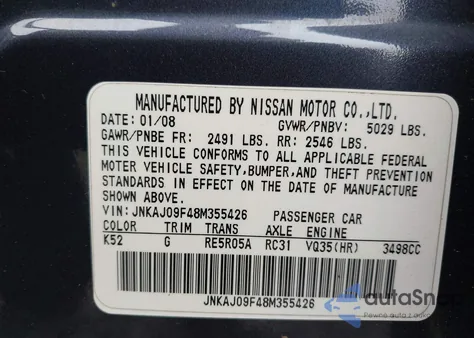 MANUFACTURED BY NISSAN MOTOR CO.,LTD.
DATE: 01/08 GVWR/PNBV: 5029 LBS.
GAWR/PNBE FR: 2491 LBS. RR: 2546 LBS.
THIS VEHICLE CONFORMS TO ALL APPLICABLE FEDERAL
MOTOR VEHICLE SAFETY,BUMPER,AND THEFT PREVENTION
STANDARDS IN EFFECT ON THE DATE OF MANUFACTURE
SHOWN ABOVE.
VIN: JNKAJ09F48M355426 PASSENGER CAR
COLOR TRIM TRANS AXLE ENGINE
K52 G RE5R05A RC31 VQ35(HR) 3498CC
JNKAJ09F48M355426
autaSnap
Pewne auto z